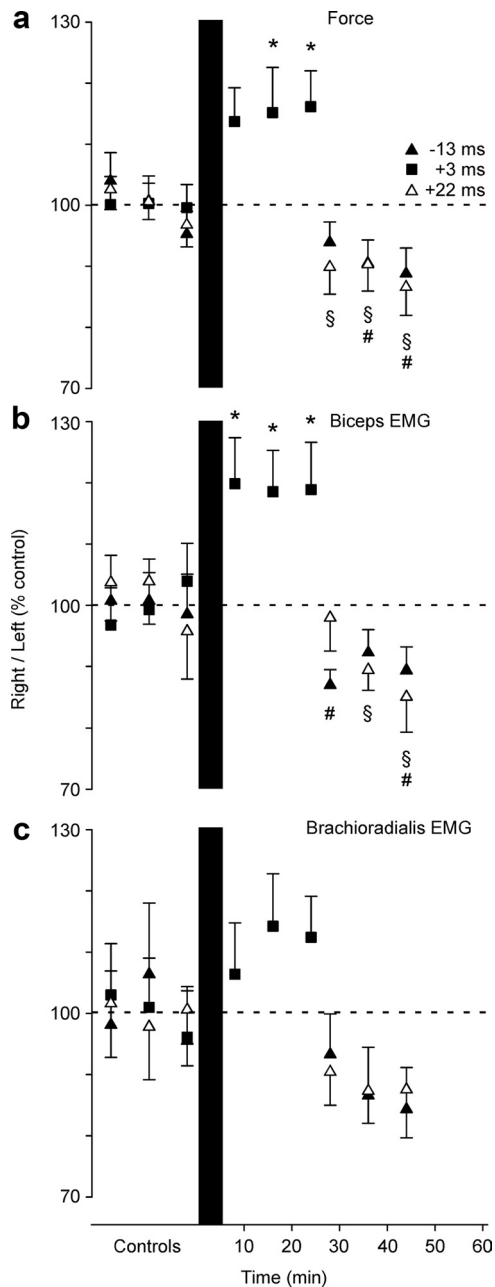 a
130
Force
* *
-13 ms
+3 ms
+22 ms
100
§ § §
# #
70
b
130
Biceps EMG
* * *
100
# § §
#
70
Right / Left (% control)
c
130
Brachioradialis EMG
100
70
Controls 10 20 30 40 50 60
Time (min)